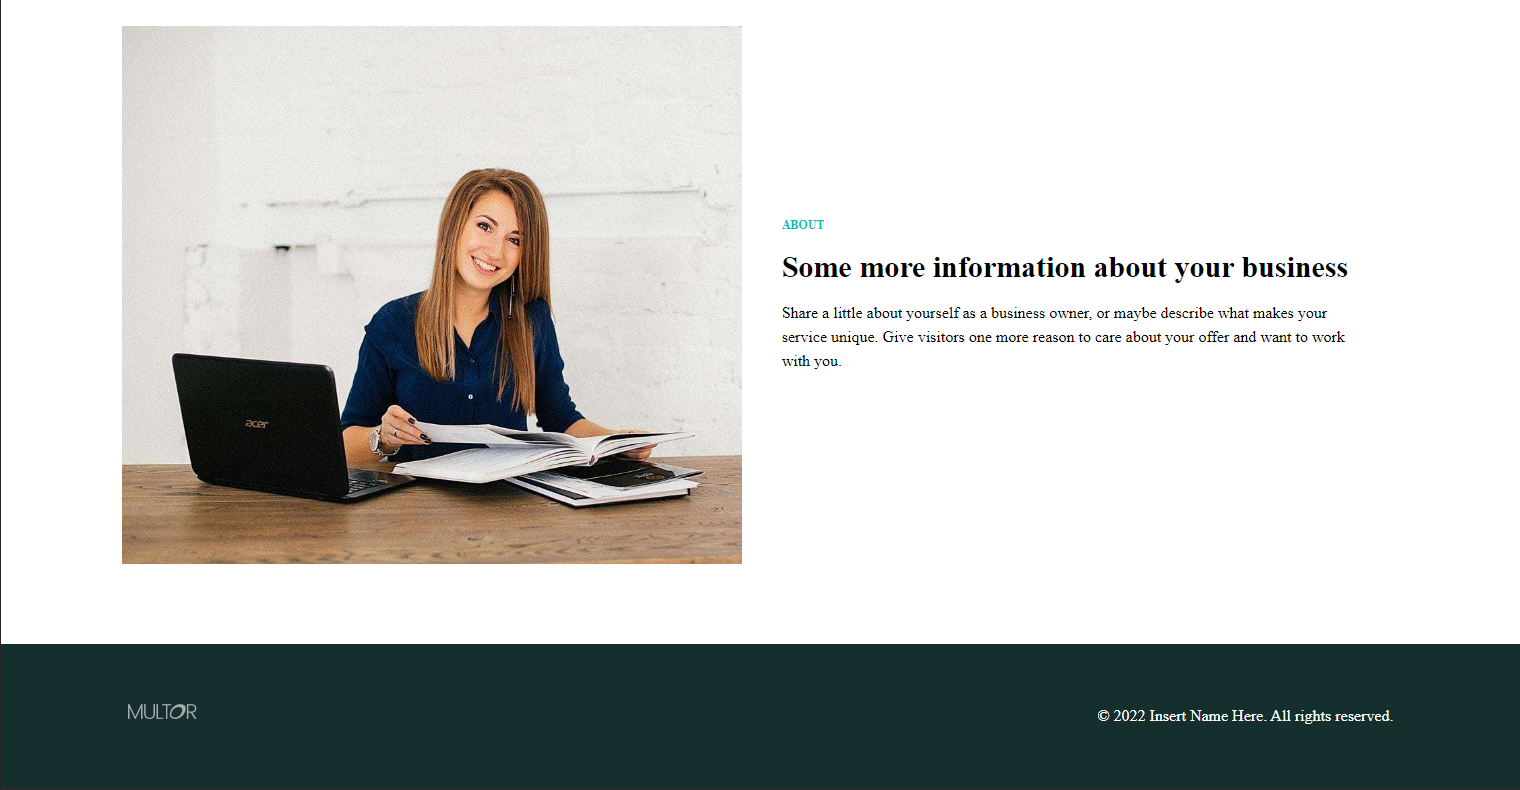 acer
ABOUT
Some more information about your business
Share a little about yourself as a business owner, or maybe describe what makes your
service unique. Give visitors one more reason to care about your offer and want to work
with you.
MULTOR
© 2022 Insert Name Here. All rights reserved.